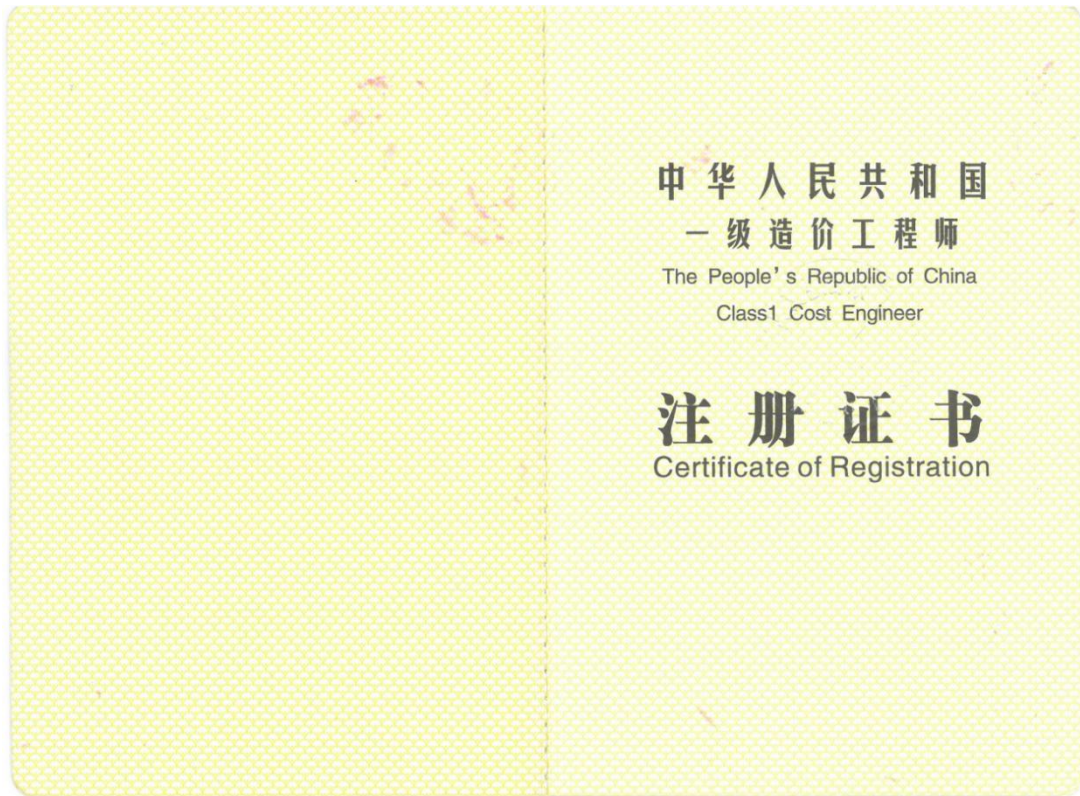 中华人民共和国
一级造价工程师
The People's Republic of China
Class1 Cost Engineer
注册证书
Certificate of Registration